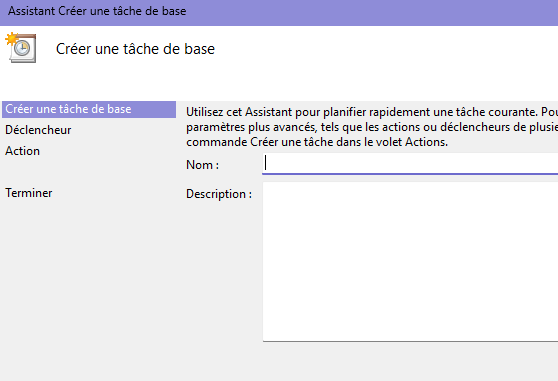 Assistant Créer une tâche de base
Créer une tâche de base
Créer une tâche de base
Déclencheur
Action
Terminer
Utilisez cet Assistant pour planifier rapidement une tâche courante.
paramètres plus avancés, tels que les actions ou déclencheurs de
commande Créer une tâche dans le volet Actions.
Nom :
Description :